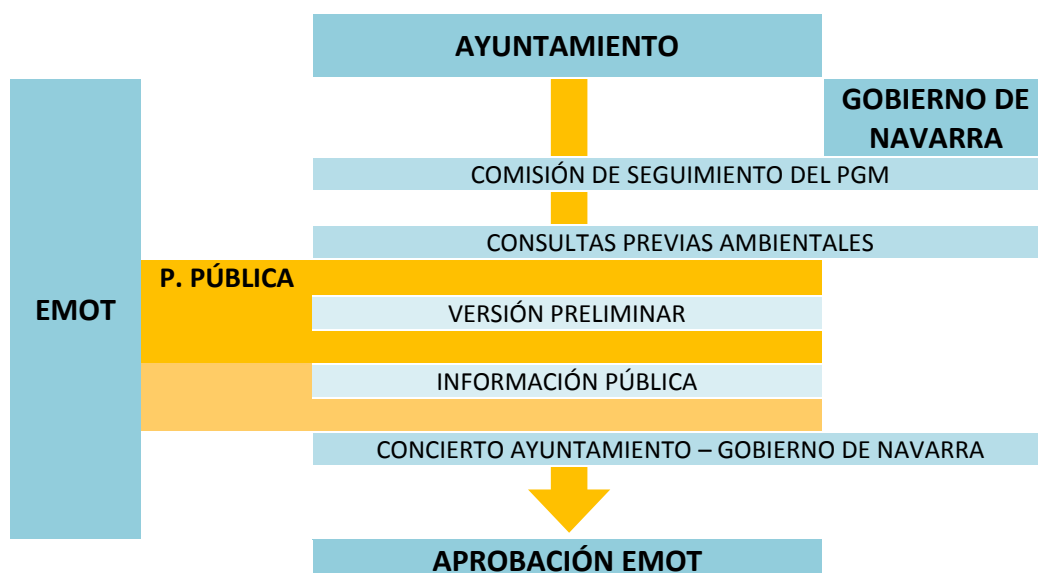 AYUNTAMIENTO
GOBIERNO DE
NAVARRA
COMISIÓN DE SEGUIMIENTO DEL PGM
CONSULTAS PREVIAS AMBIENTALES
P. PÚBLICA
EMOT
VERSIÓN PRELIMINAR
INFORMACIÓN PÚBLICA
CONCIERTO AYUNTAMIENTO – GOBIERNO DE NAVARRA
APROBACIÓN EMOT